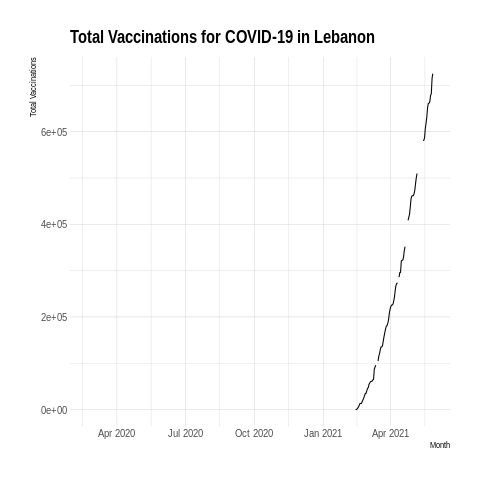 Total Vaccinations for COVID-19 in Lebanon
Total Vaccinations
6e+05
4e+05
2e+05
0e+00
Apr 2020 Jul 2020 Oct 2020 Jan 2021 Apr 2021
Month